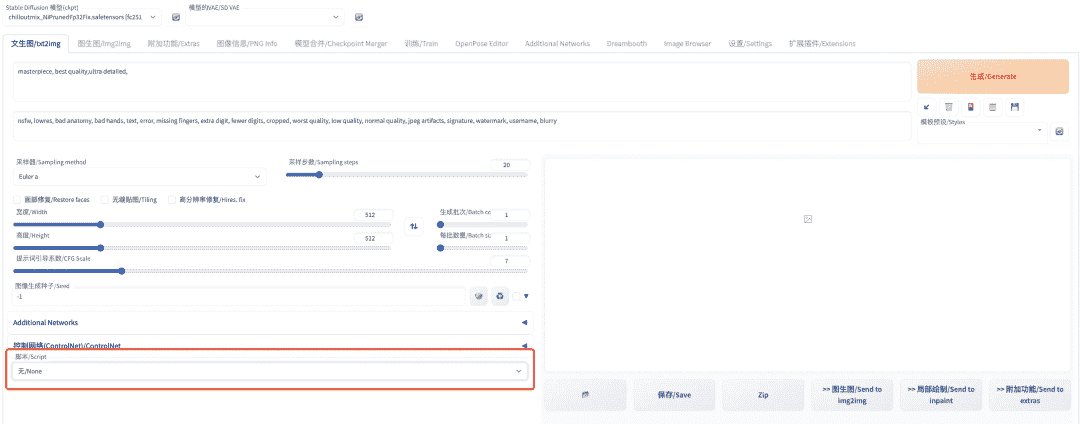 Stable Diffusion 模型(ckpt)
模型的VAE/SD VAE
chilloutmix_NiPrunedFp32Fix.safetensors [fc251
文生图/txt2img
图生图/img2img
附加功能/Extras
图像信息/PNG Info
模型合并/Checkpoint Merger
训练/Train
OpenPose Editor
Additional Networks
Dreambooth
Image Browser
设置/Settings
扩展插件/Extensions
masterpiece, best quality,ultra detailed,
生成/Generate
nsfw, lowres, bad anatomy, bad hands, text, error, missing fingers, extra digit, fewer digits, cropped, worst quality, low quality, normal quality, jpeg artifacts, signature, watermark, username, blurry
模板预设/Styles
采样器/Sampling method
采样步数/Sampling steps
20
Euler a
面部修复/Restore faces
无缝贴图/Tiling
高分辨率修复/Hires. fix
宽度/Width
512
生成批次/Batch cc
1
高度/Height
512
每批数量/Batch siz
1
提示词引导系数/CFG Scale
7
图像生成种子/Seed
-1
Additional Networks
控制网络(ControlNet)/ControlNet
脚本/Script
无/None
保存/Save
Zip
>> 图生图/Send to img2img
>> 局部绘制/Send to inpaint
>> 附加功能/Send to extras